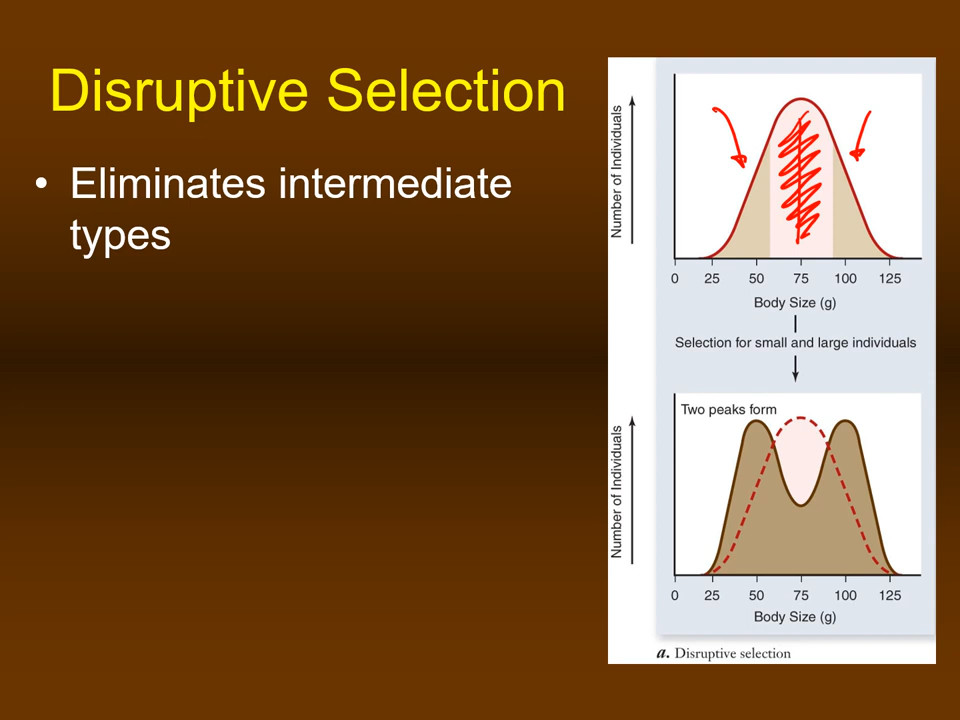 Disruptive Selection
• Eliminates intermediate
types
Number of Individuals
0 25 50 75 100 125
Body Size (g)
Selection for small and large individuals
Two peaks form
Number of Individuals
0 25 50 75 100 125
Body Size (g)
a. Disruptive selection